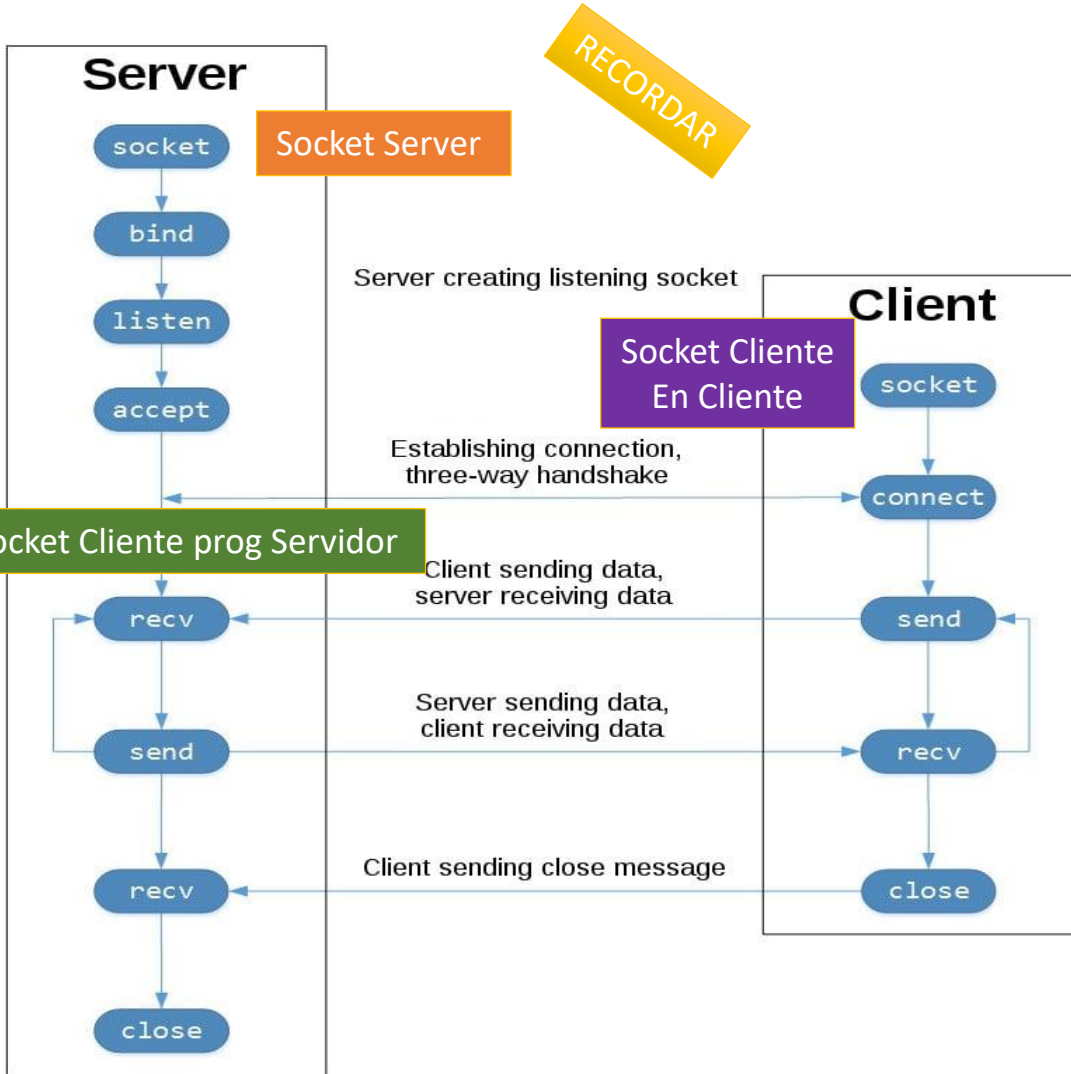 RECORDAR
Server
socket
Socket Server
bind
Server creating listening socket
listen
Client
Socket Cliente
En Cliente
socket
accept
Establishing connection,
three-way handshake
connect
ocket Cliente prog Servidor
Client sending data,
server receiving data
recv
send
Server sending data,
client receiving data
send
recv
Client sending close message
recv
close
close